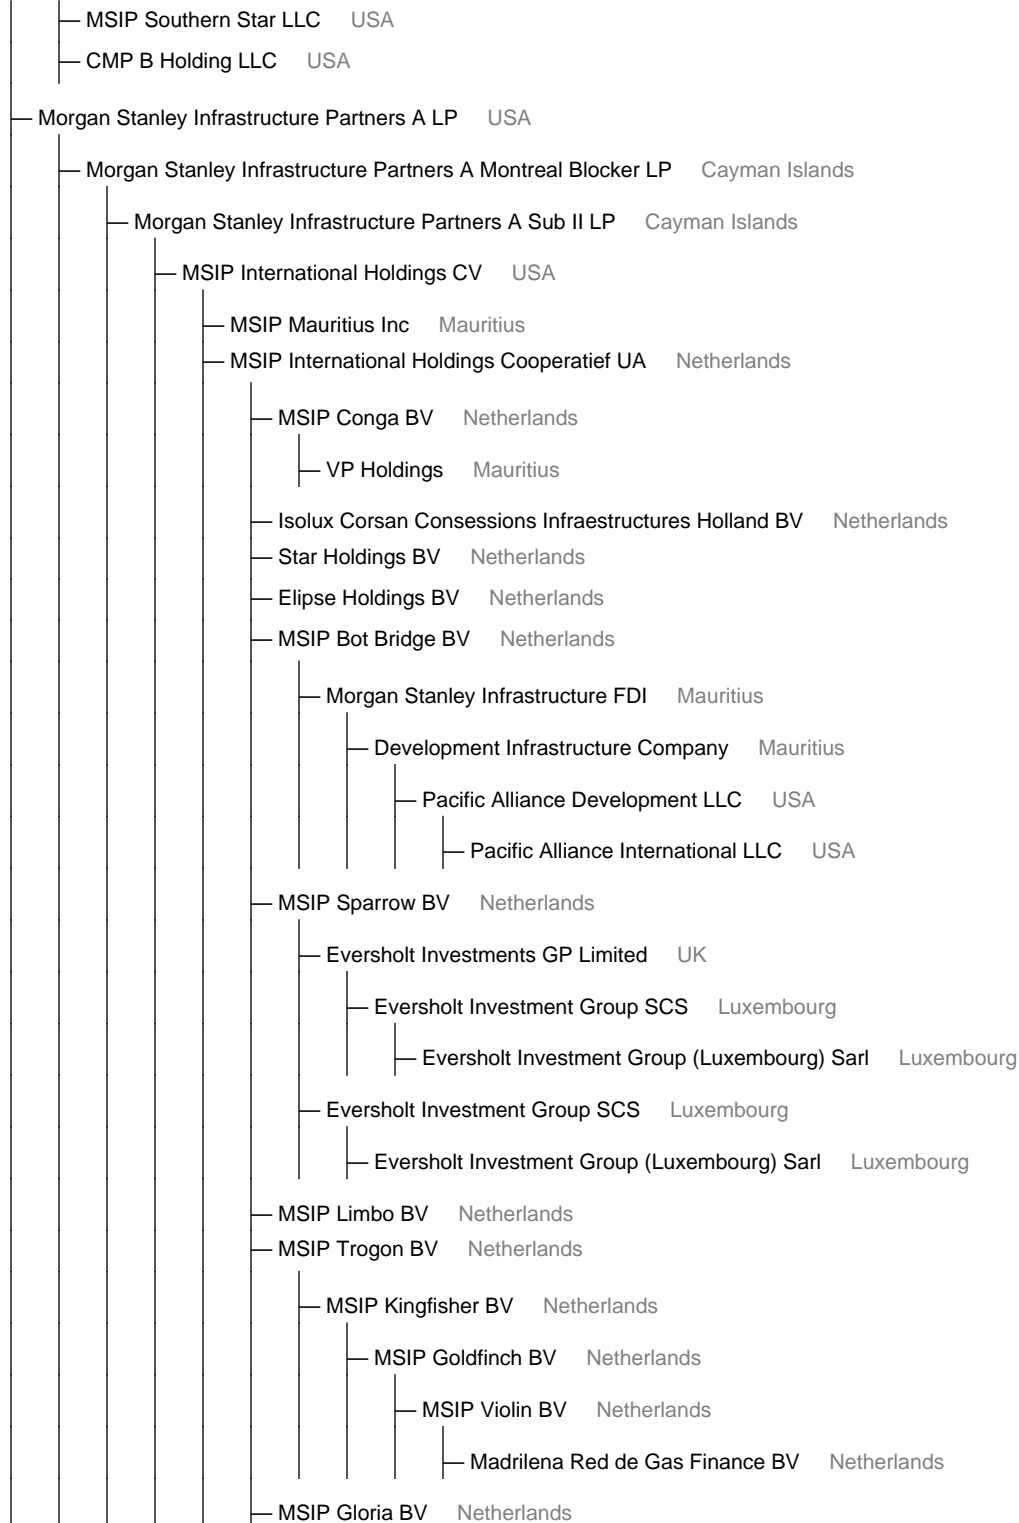 MSIP Southern Star LLC USA
CMP B Holding LLC USA
Morgan Stanley Infrastructure Partners A LP USA
Morgan Stanley Infrastructure Partners A Montreal Blocker LP Cayman Islands
Morgan Stanley Infrastructure Partners A Sub II LP Cayman Islands
MSIP International Holdings CV USA
MSIP Mauritius Inc Mauritius
MSIP International Holdings Cooperatief UA Netherlands
MSIP Conga BV Netherlands
VP Holdings Mauritius
Isolux Corsan Consessions Infraestructures Holland BV Netherlands
Star Holdings BV Netherlands
Elipse Holdings BV Netherlands
MSIP Bot Bridge BV Netherlands
Morgan Stanley Infrastructure FDI Mauritius
Development Infrastructure Company Mauritius
Pacific Alliance Development LLC USA
Pacific Alliance International LLC USA
MSIP Sparrow BV Netherlands
Eversholt Investments GP Limited UK
Eversholt Investment Group SCS Luxembourg
Eversholt Investment Group (Luxembourg) Sarl Luxembourg
Eversholt Investment Group SCS Luxembourg
Eversholt Investment Group (Luxembourg) Sarl Luxembourg
MSIP Limbo BV Netherlands
MSIP Trogon BV Netherlands
MSIP Kingfisher BV Netherlands
MSIP Goldfinch BV Netherlands
MSIP Violin BV Netherlands
Madrilena Red de Gas Finance BV Netherlands
MSIP Gloria BV Netherlands